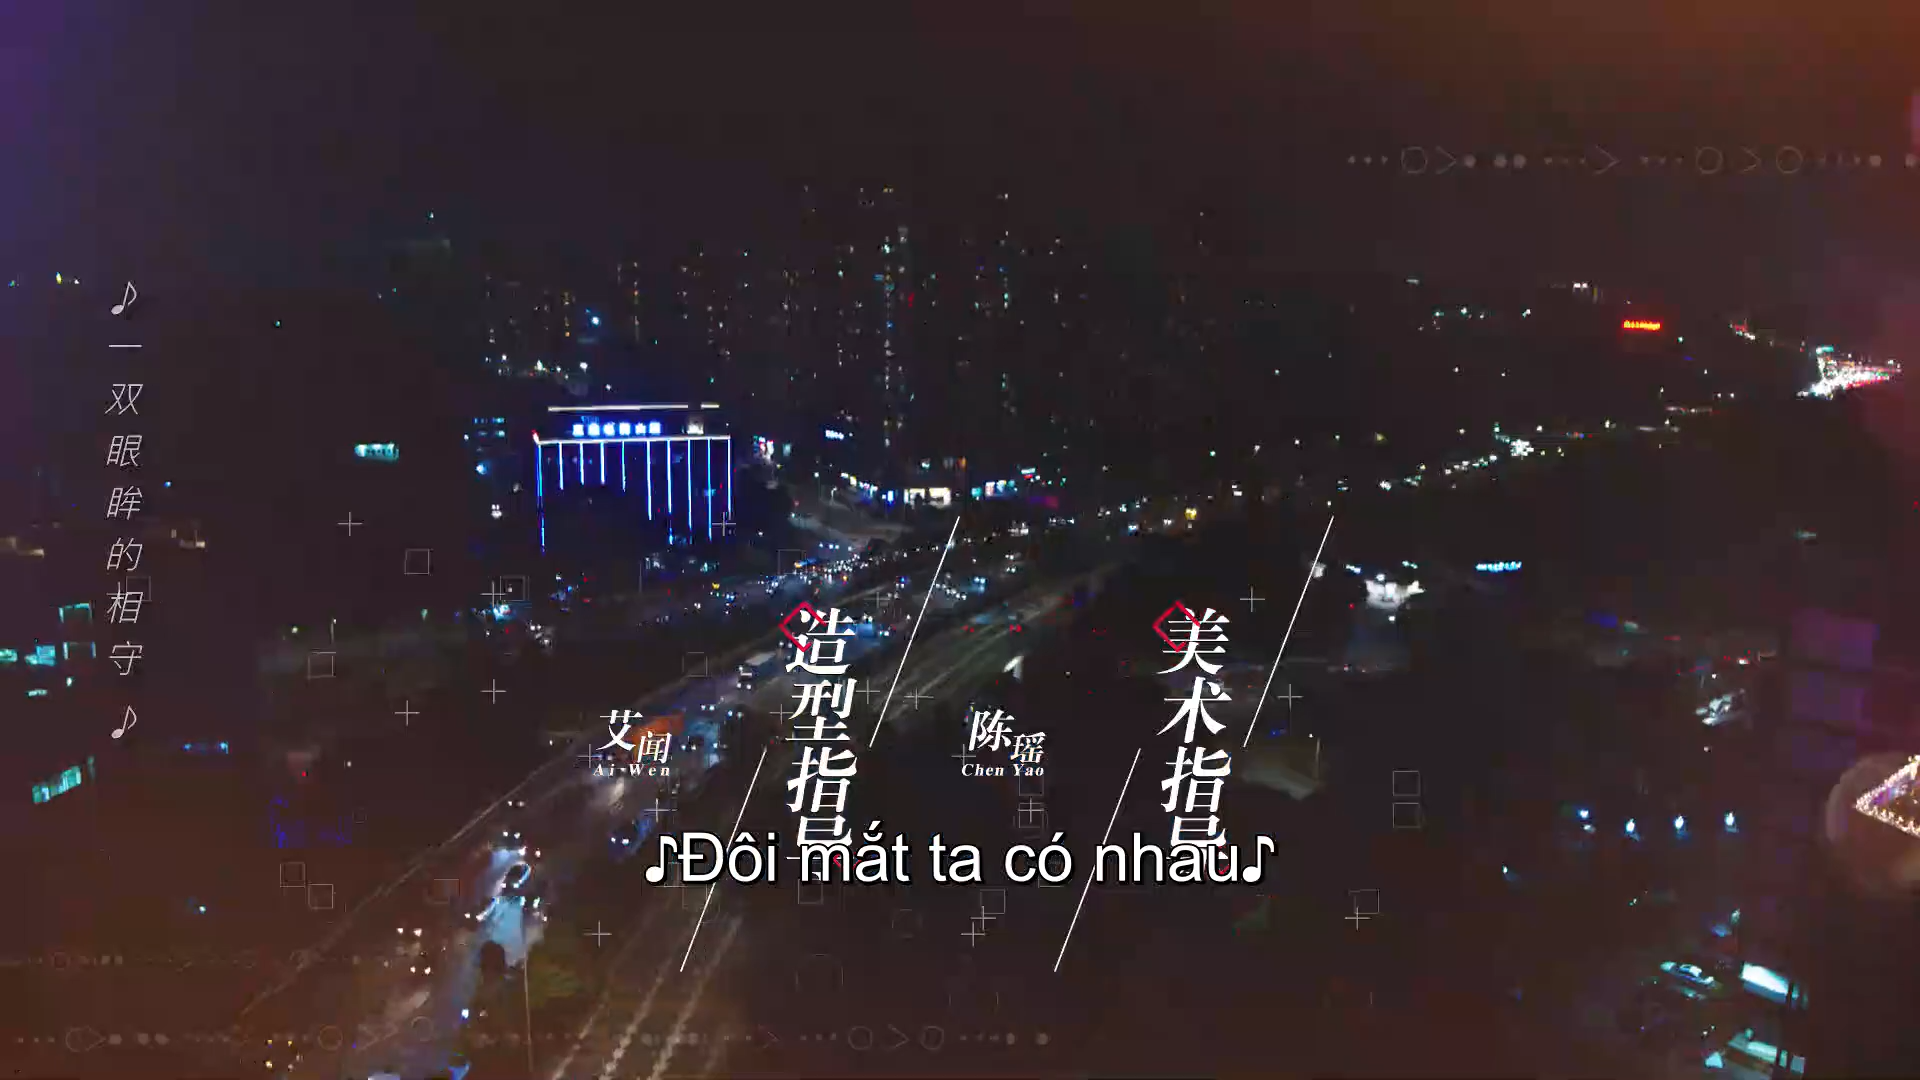 ♪一双眼眸的相守♪
美术指导
陈瑶
Chen Yao
造型指导
艾闻
Ai Wen
♪Đôi mắt ta có nhau♪